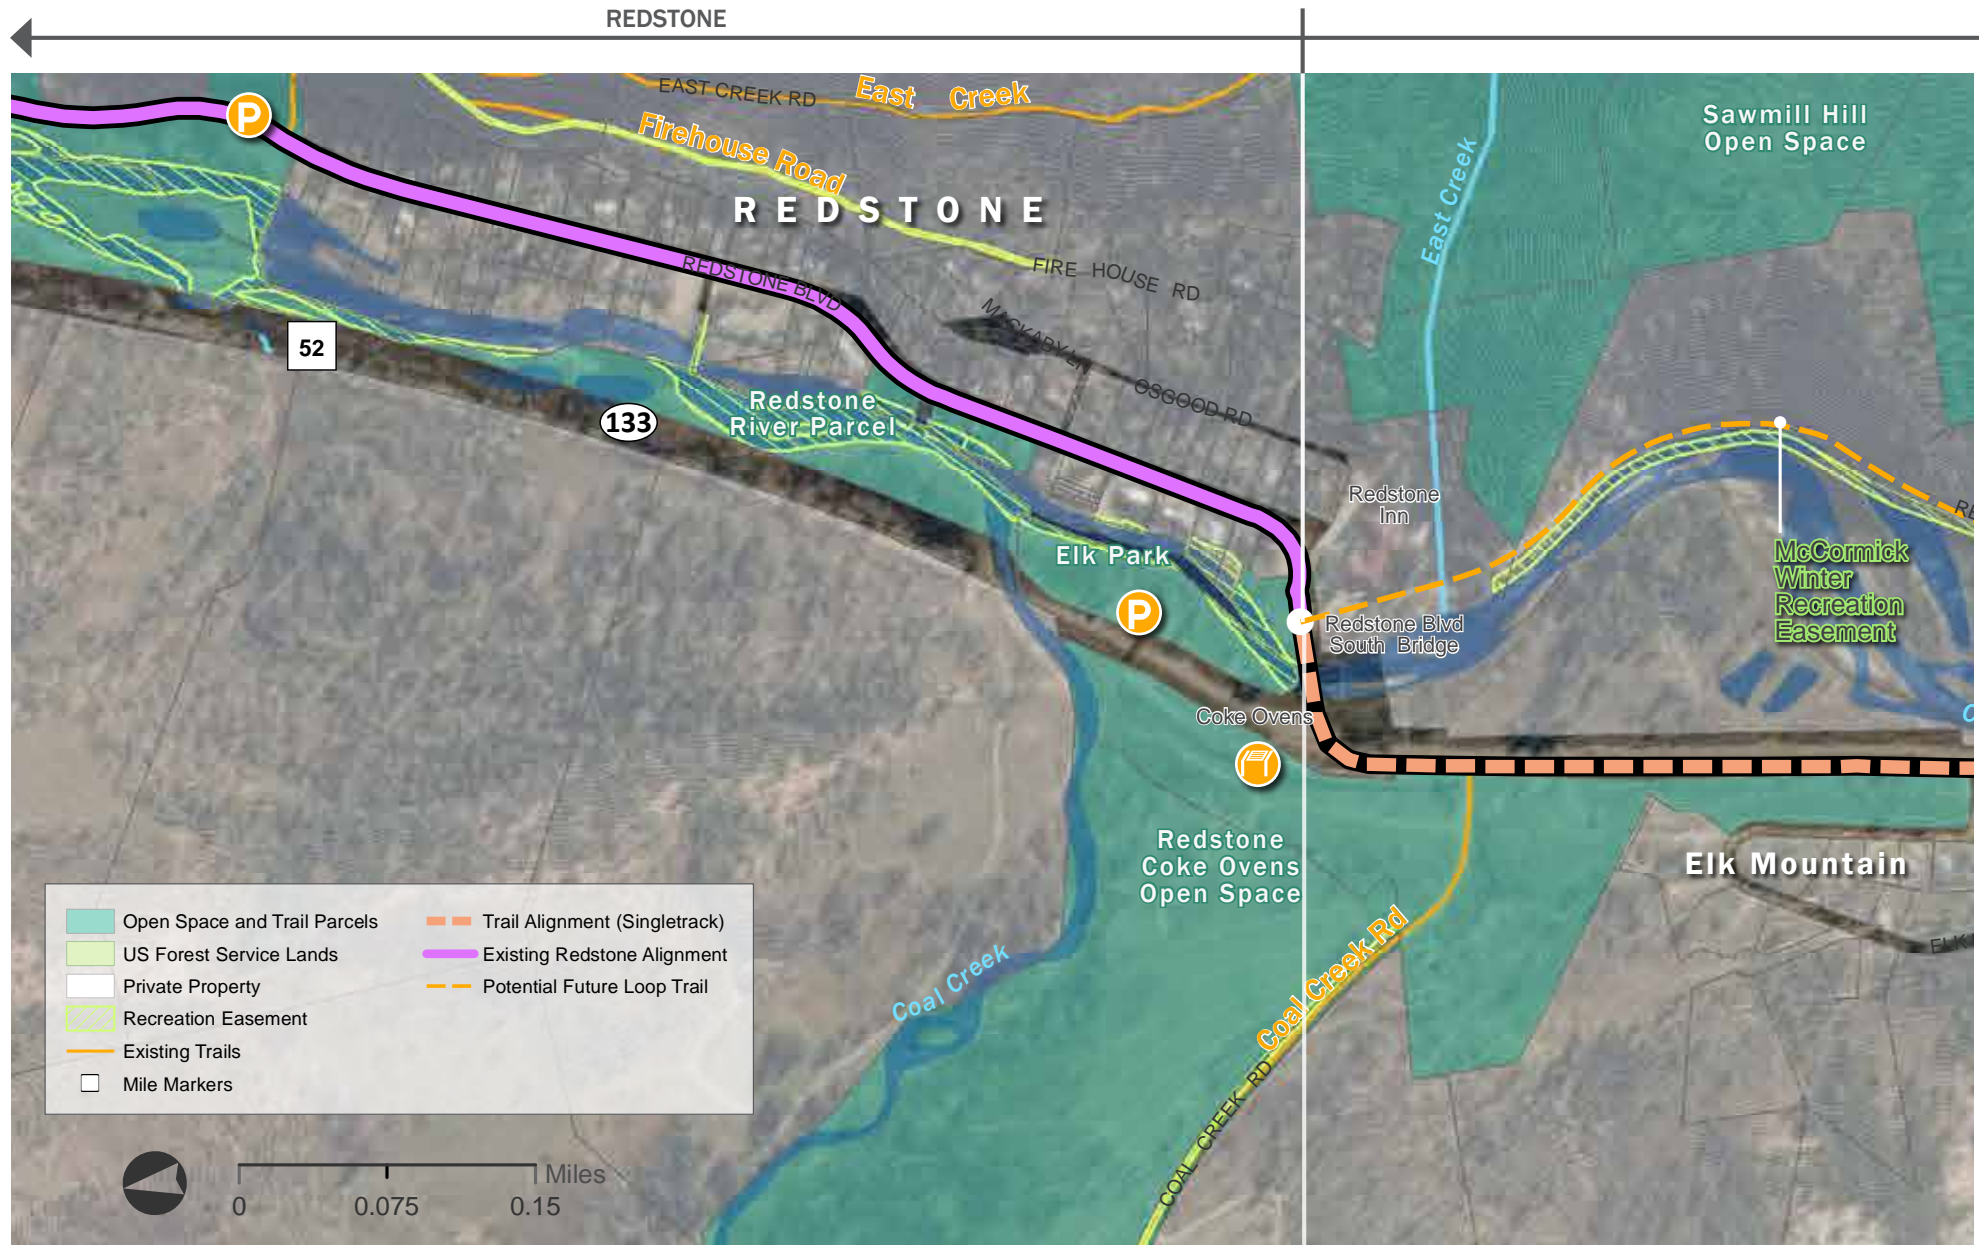 REDSTONE
P
EAST CREEK RD
East Creek
Firehouse Road
REDSTONE
Sawmill Hill
Open Space
East Creek
FIRE HOUSE RD
REDSTONE BLVD
MASKABY LN
OSGOOD RD
52
133
Redstone
River Parcel
Redstone
Inn
Elk Park
P
Redstone Blvd
South Bridge
McCormick
Winter
Recreation
Easement
Coke Ovens
Redstone
Coke Ovens
Open Space
Elk Mountain
Coal Creek Rd
Coal Creek
COAL CREEK RD
Open Space and Trail Parcels
US Forest Service Lands
Private Property
Recreation Easement
Existing Trails
Mile Markers
Trail Alignment (Singletrack)
Existing Redstone Alignment
Potential Future Loop Trail
Miles
0 0.075 0.15